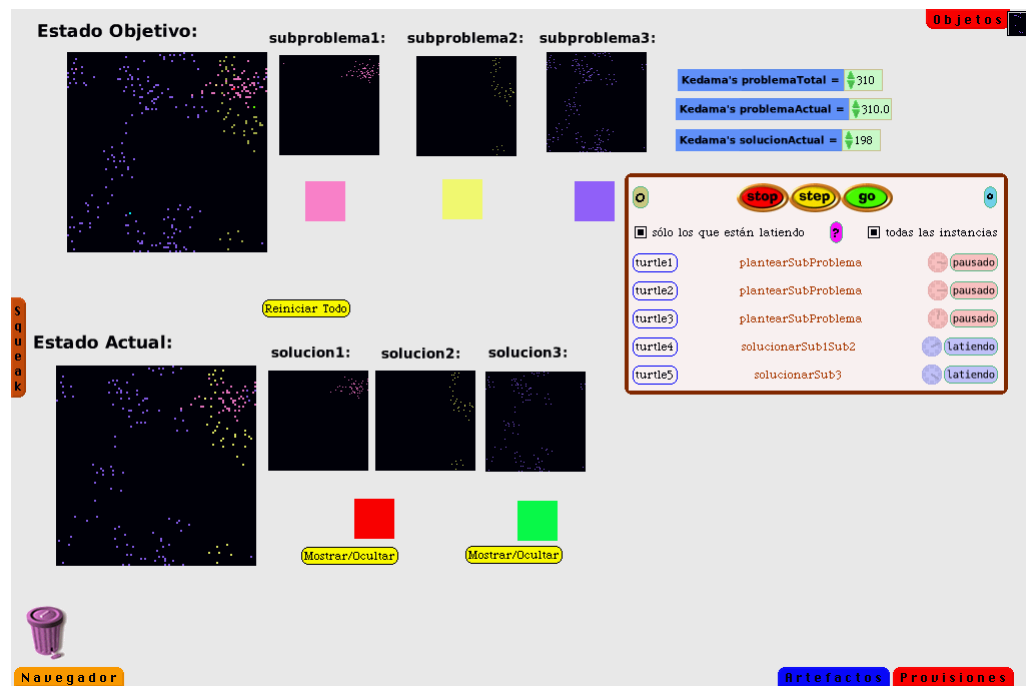 Objetos
Estado Objetivo:
subproblema1:
subproblema2:
subproblema3:
Kedama's problemaTotal = 310
Kedama's problemaActual = 310.0
Kedama's solucionActual = 198
stop
step
go
sólo los que están latiendo
?
todas las instancias
turtle1 plantearSubProblema pausado
turtle2 plantearSubProblema pausado
turtle3 plantearSubProblema pausado
turtle4 solucionarSub1Sub2 latiendo
turtle5 solucionarSub3 latiendo
Squeak
Reiniciar Todo
Estado Actual:
solucion1:
solucion2:
solucion3:
Mostrar/Ocultar
Mostrar/Ocultar
Navegador
Artefactos
Provisiones